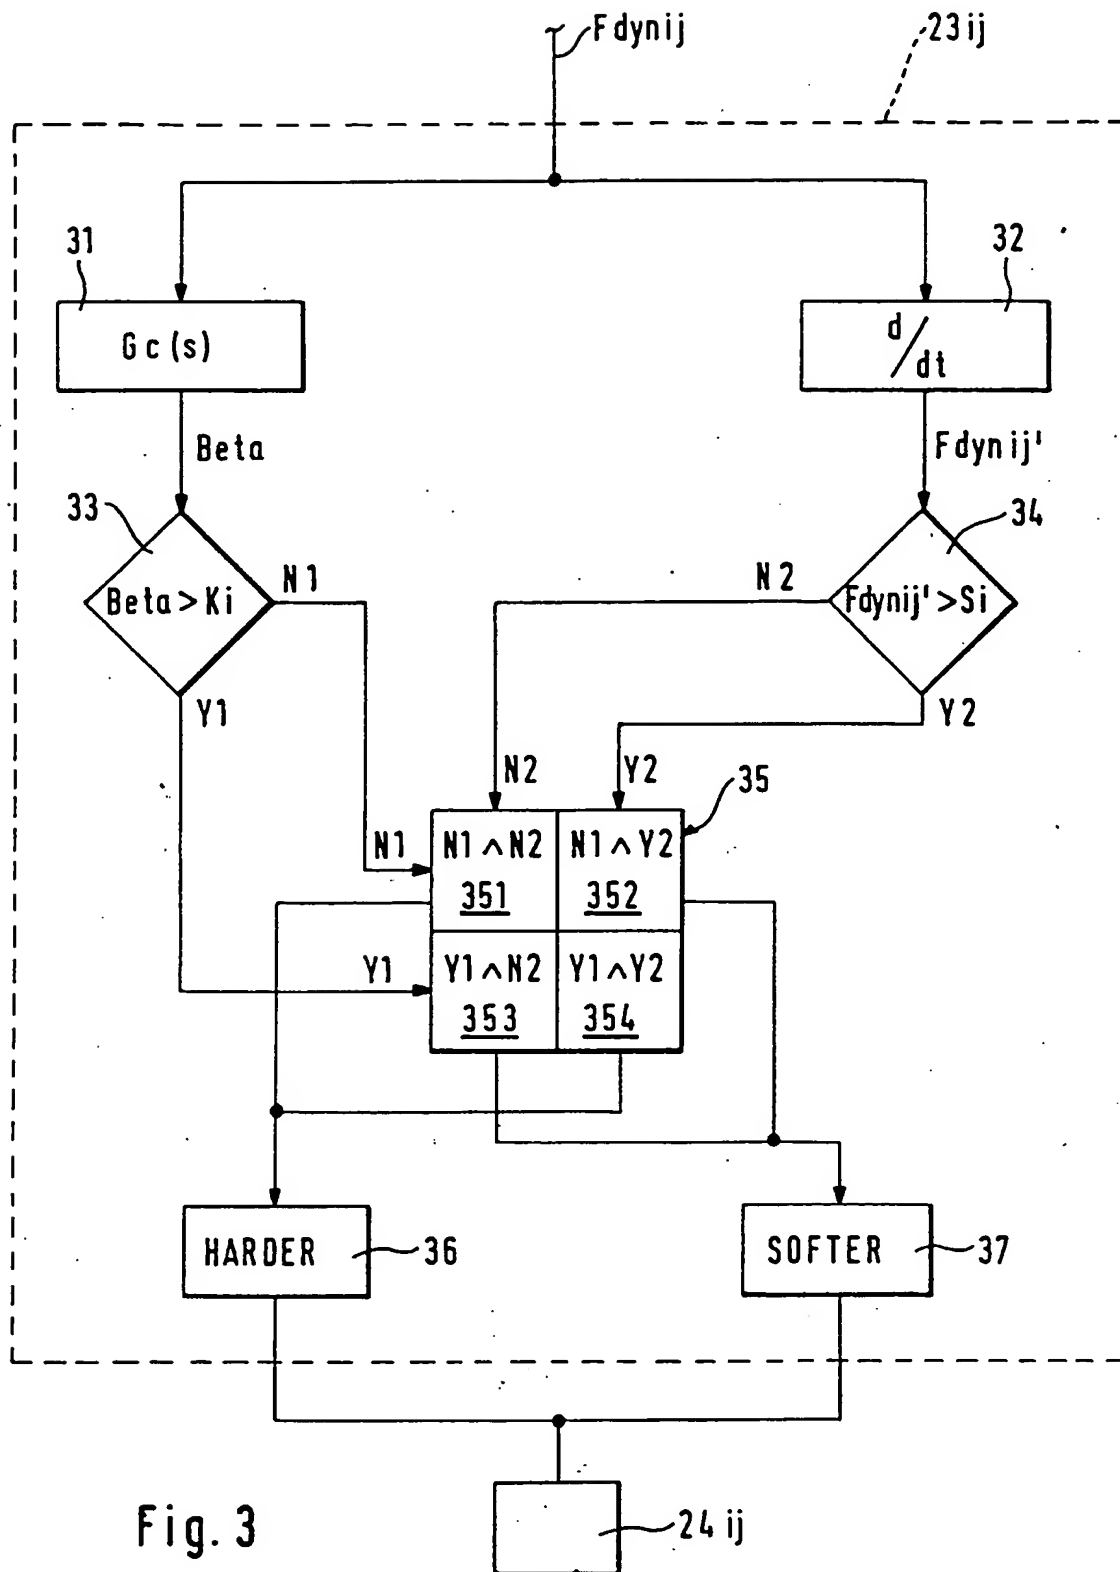 Fdynij
23ij
31
32
Gc(s)
d/dt
Beta
Fdynij'
33
34
N1
N2
Beta>Ki
Fdynij'>Si
Y1
Y2
N2
Y2
35
N1
N1∧N2
N1∧Y2
351
352
Y1
Y1∧N2
Y1∧Y2
353
354
HARDER
36
SOFTER
37
Fig. 3
24ij